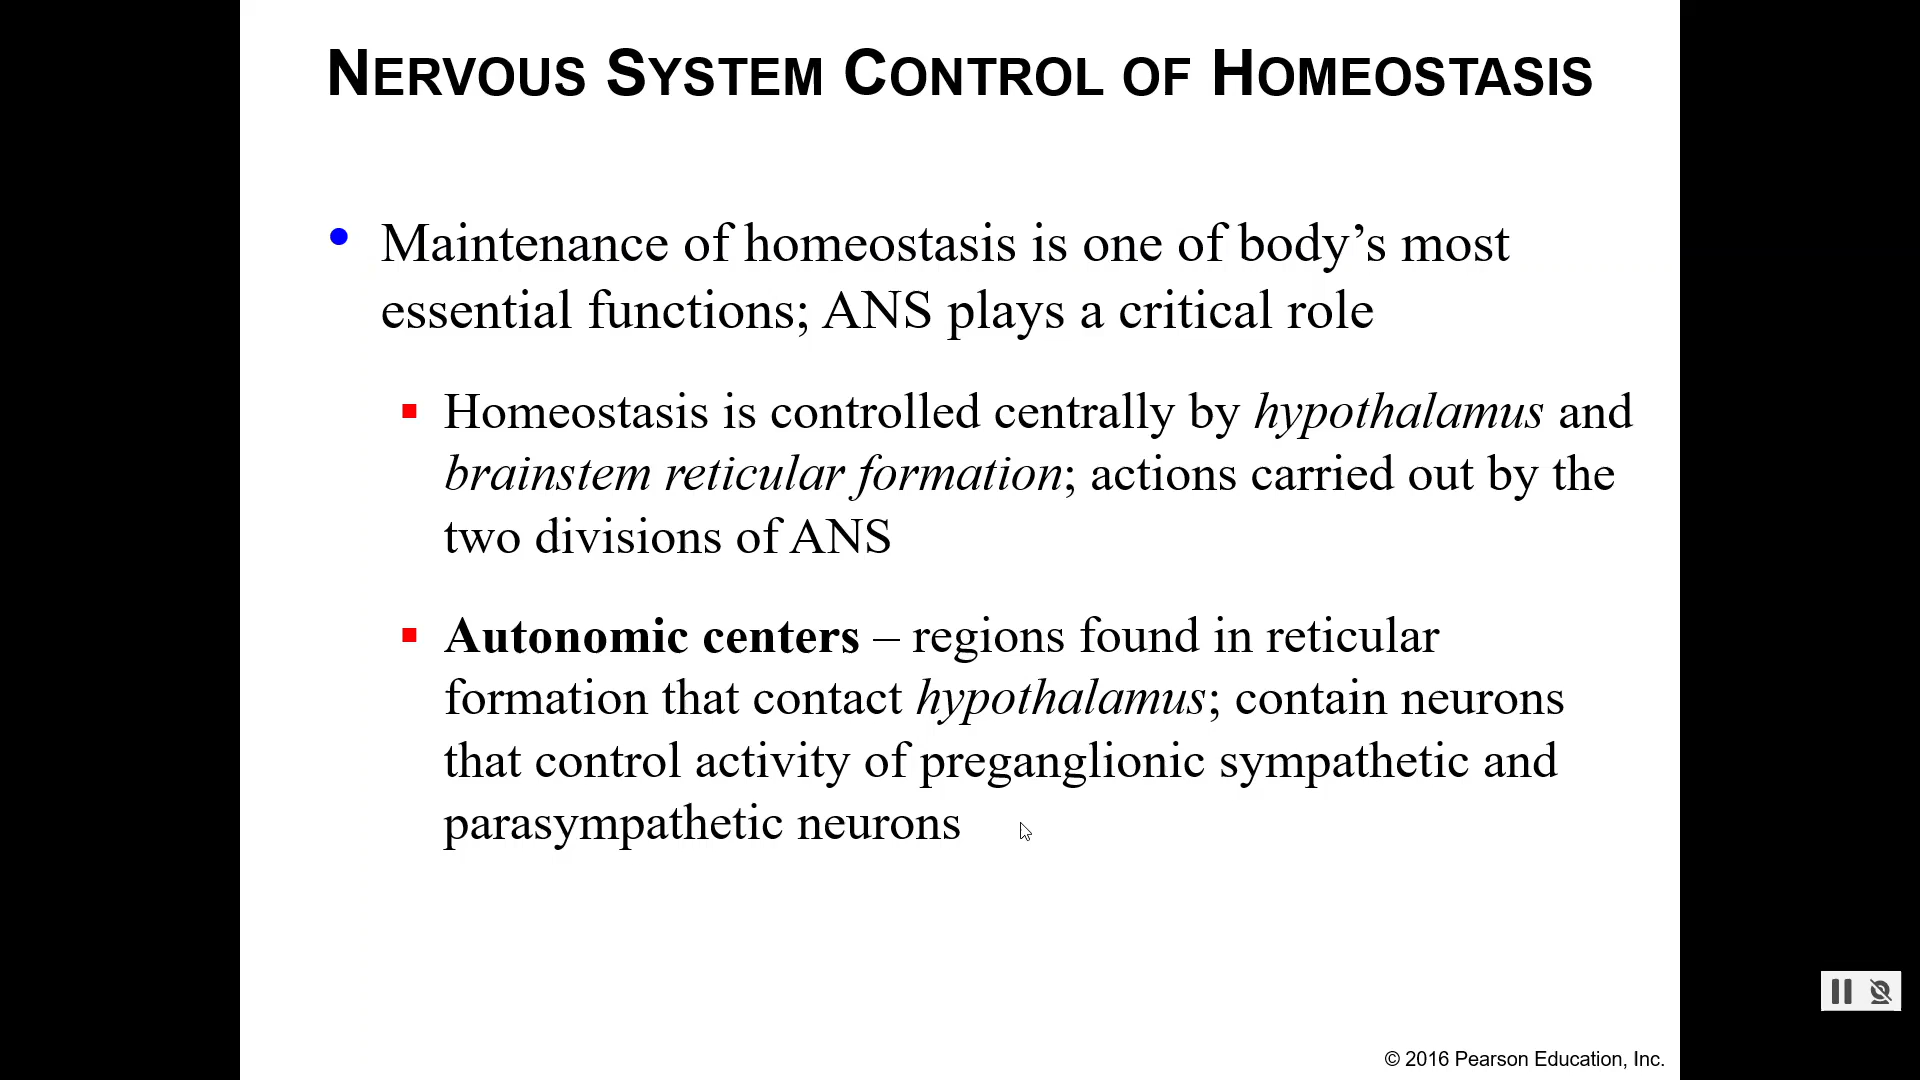 NERVOUS SYSTEM CONTROL OF HOMEOSTASIS
• Maintenance of homeostasis is one of body’s most
essential functions; ANS plays a critical role
▪ Homeostasis is controlled centrally by hypothalamus and
brainstem reticular formation; actions carried out by the
two divisions of ANS
▪ Autonomic centers – regions found in reticular
formation that contact hypothalamus; contain neurons
that control activity of preganglionic sympathetic and
parasympathetic neurons
© 2016 Pearson Education, Inc.